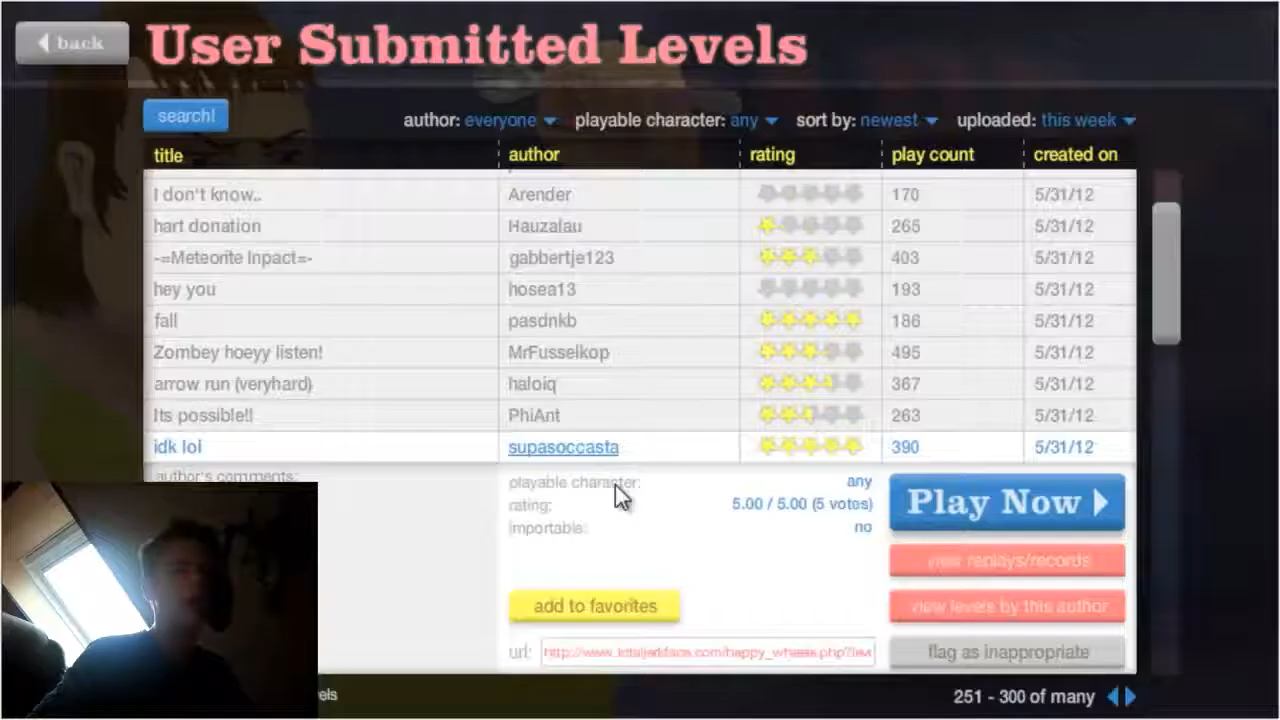 back
User Submitted Levels
search!
author: everyone playable character: any sort by: newest uploaded: this week
title author rating play count created on
I don't know.. Arender 170 5/31/12
hart donation Hauzalau 265 5/31/12
-=Meteorite Inpact=- gabbertje123 403 5/31/12
hey you hosea13 193 5/31/12
fall pasdnkb 186 5/31/12
Zombey hoeyy listen! MrFusselkop 495 5/31/12
arrow run (veryhard) haloiq 367 5/31/12
Its possible!! PhiAnt 263 5/31/12
idk lol supasoccasta 390 5/31/12
author's comments:
playable character: any
rating: 5.00 / 5.00 (5 votes)
importable: no
Play Now
view replays/records
add to favorites
view levels by this author
url: http://www.totaljerkface.com/happy_wheels.php?leve
flag as inappropriate
els
251 - 300 of many